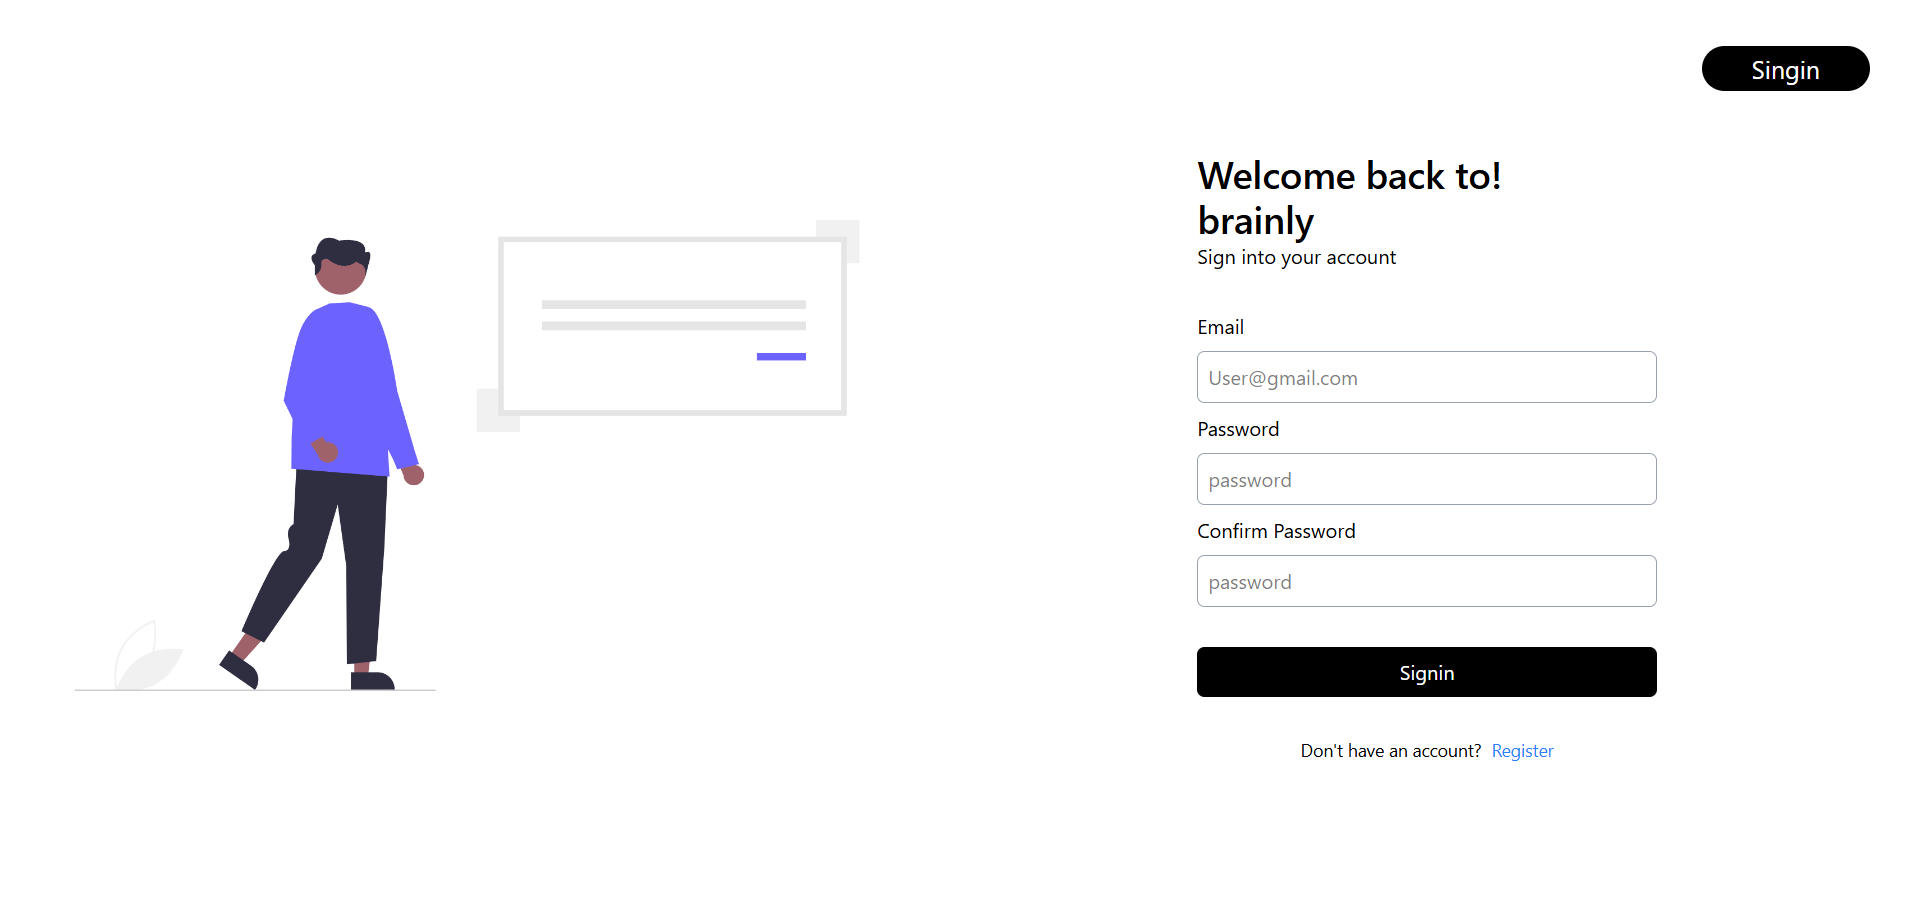 Singin
Welcome back to!
brainly
Sign into your account
Email
User@gmail.com
Password
password
Confirm Password
password
Signin
Don't have an account? Register